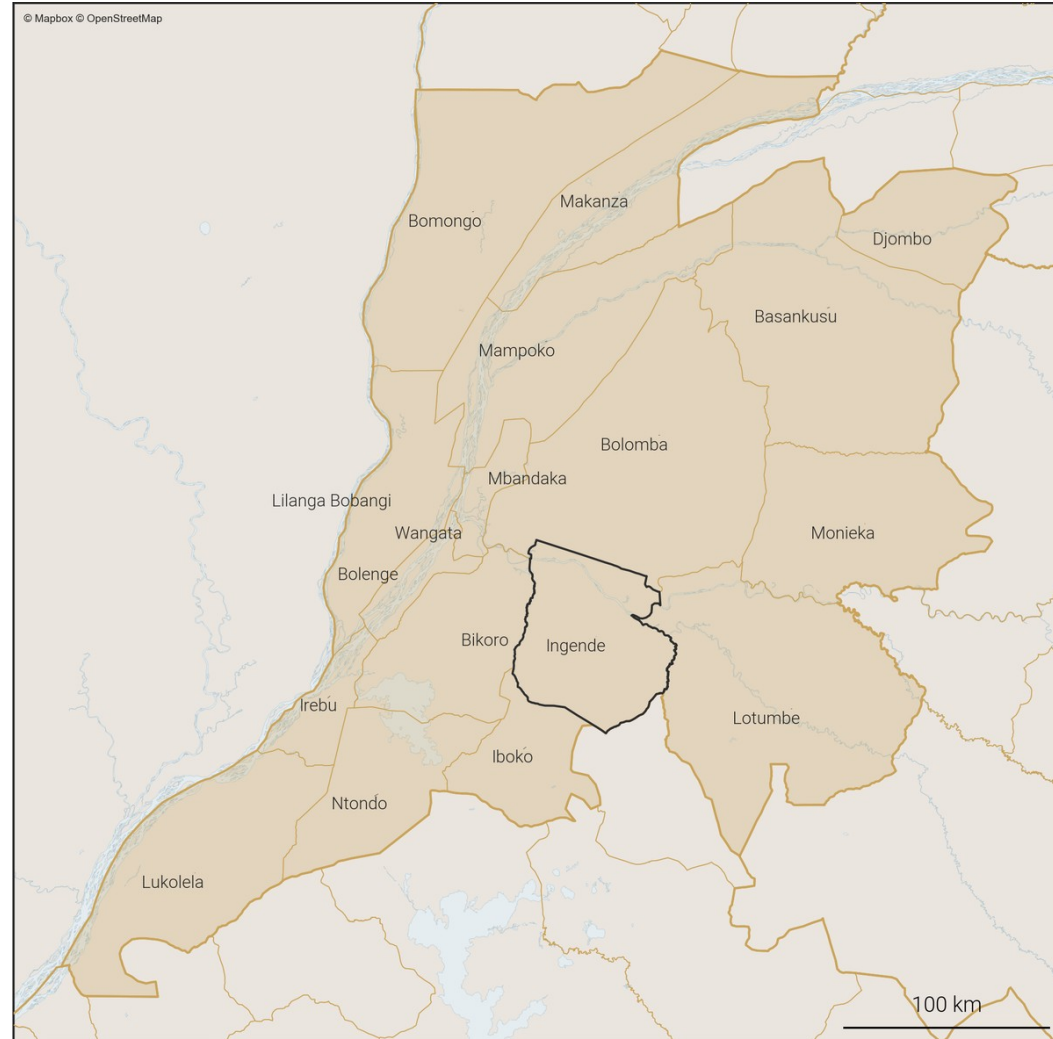 © Mapbox © OpenStreetMap
Makanza
Bomongo
Djombo
Basankusu
Mampoko
Bolomba
Mbandaka
Lilanga Bobangi
Wangata
Monieka
Bolenge
Bikoro
Ingende
Irebu
Lotumbe
Iboko
Ntondo
Lukolela
100 km